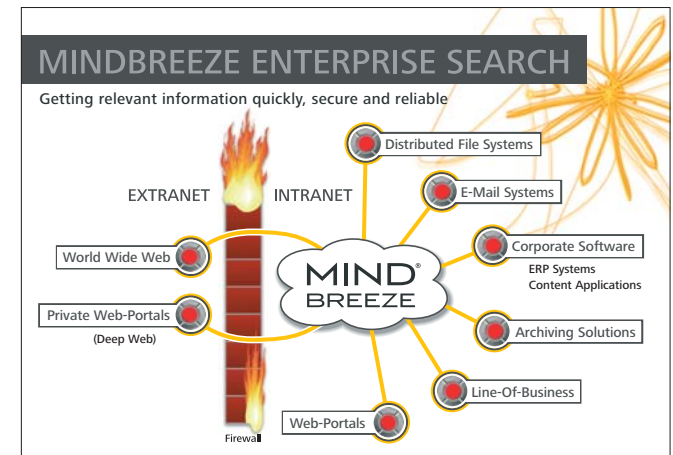 MINDBREEZE ENTERPRISE SEARCH
Getting relevant information quickly, secure and reliable
Distributed File Systems
EXTRANET
INTRANET
E-Mail Systems
World Wide Web
Corporate Software
ERP Systems
Content Applications
MIND®
BREEZE
Private Web-Portals
(Deep Web)
Archiving Solutions
Line-Of-Business
Web-Portals
Firewall